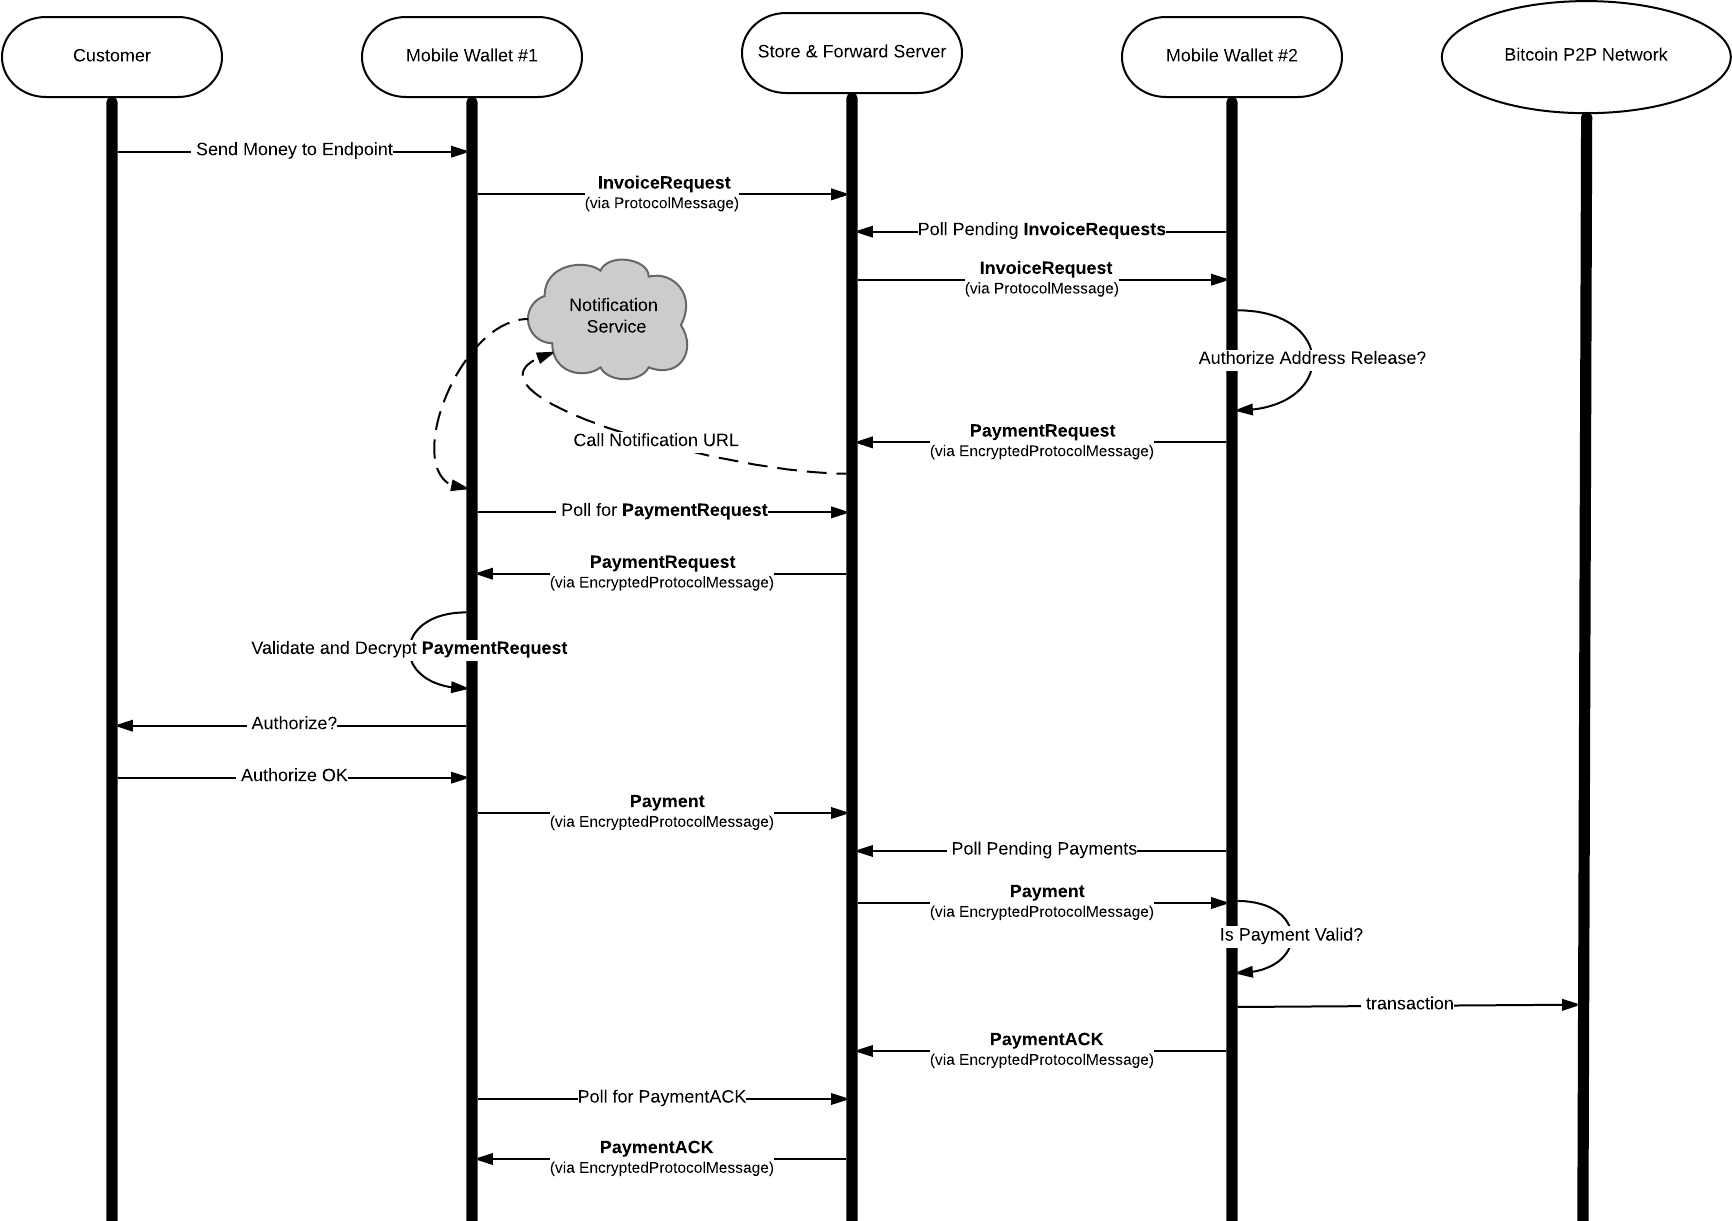 Customer
Mobile Wallet #1
Store & Forward Server
Mobile Wallet #2
Bitcoin P2P Network
Send Money to Endpoint
InvoiceRequest
(via ProtocolMessage)
Poll Pending InvoiceRequests
InvoiceRequest
(via ProtocolMessage)
Notification
Service
Authorize Address Release?
PaymentRequest
(via EncryptedProtocolMessage)
Call Notification URL
Poll for PaymentRequest
PaymentRequest
(via EncryptedProtocolMessage)
Validate and Decrypt PaymentRequest
Authorize?
Authorize OK
Payment
(via EncryptedProtocolMessage)
Poll Pending Payments
Payment
(via EncryptedProtocolMessage)
Is Payment Valid?
transaction
PaymentACK
(via EncryptedProtocolMessage)
Poll for PaymentACK
PaymentACK
(via EncryptedProtocolMessage)